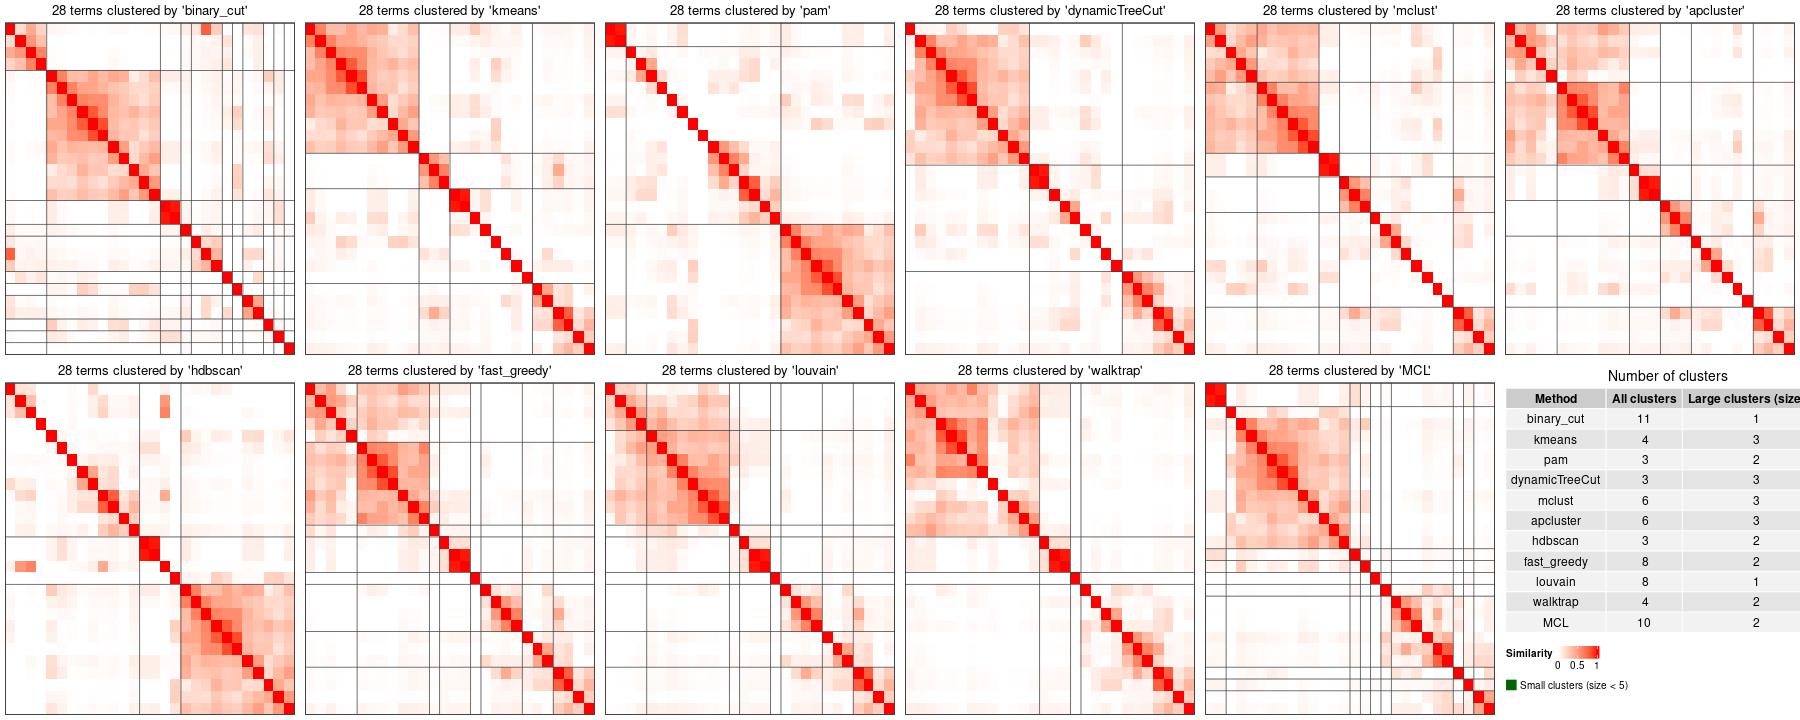 28 terms clustered by 'binary_cut'
28 terms clustered by 'kmeans'
28 terms clustered by 'pam'
28 terms clustered by 'dynamicTreeCut'
28 terms clustered by 'mclust'
28 terms clustered by 'apcluster'
28 terms clustered by 'hdbscan'
28 terms clustered by 'fast_greedy'
28 terms clustered by 'louvain'
28 terms clustered by 'walktrap'
28 terms clustered by 'MCL'
Number of clusters
Method All clusters Large clusters (size
binary_cut 11 1
kmeans 4 3
pam 3 2
dynamicTreeCut 3 3
mclust 6 3
apcluster 6 3
hdbscan 3 2
fast_greedy 8 2
louvain 8 1
walktrap 4 2
MCL 10 2
Similarity
0 0.5 1
Small clusters (size < 5)